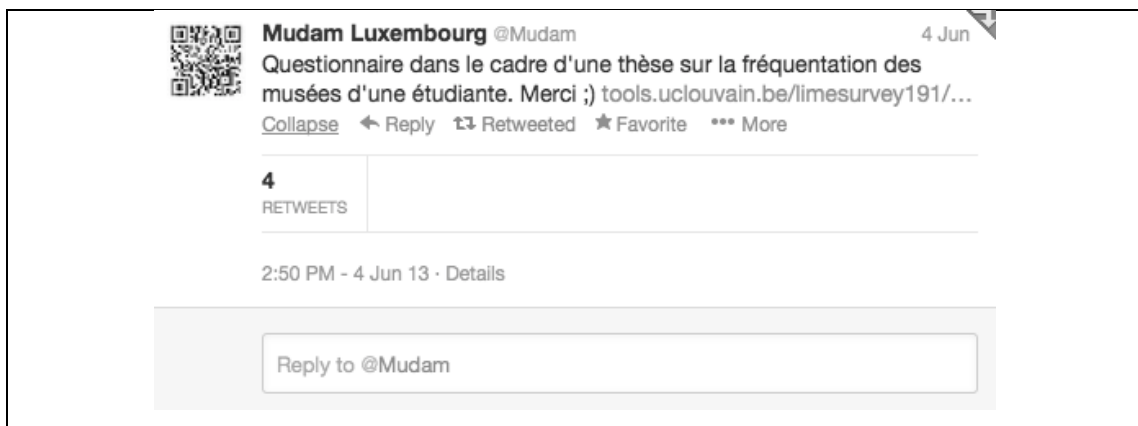 Mudam Luxembourg @Mudam 4 Jun
Questionnaire dans le cadre d'une thèse sur la fréquentation des
musées d'une étudiante. Merci ;) tools.uclouvain.be/limesurvey191/...
Collapse Reply Retweeted Favorite More
4
RETWEETS
2:50 PM - 4 Jun 13 · Details
Reply to @Mudam